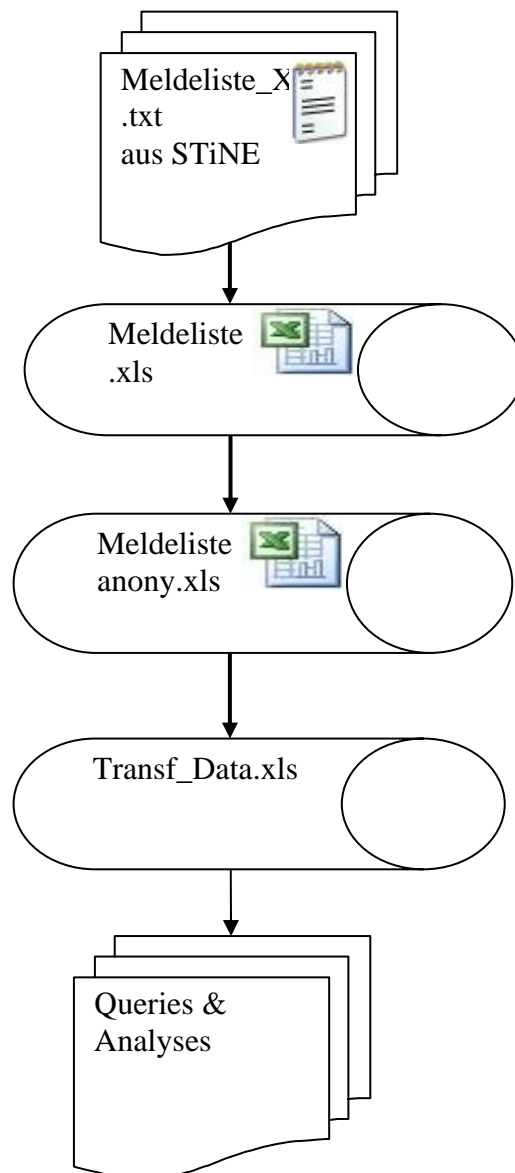 Meldeliste_X
.txt
aus STiNE
Meldeliste
.xls
Meldeliste
anony.xls
Transf_Data.xls
Queries &
Analyses